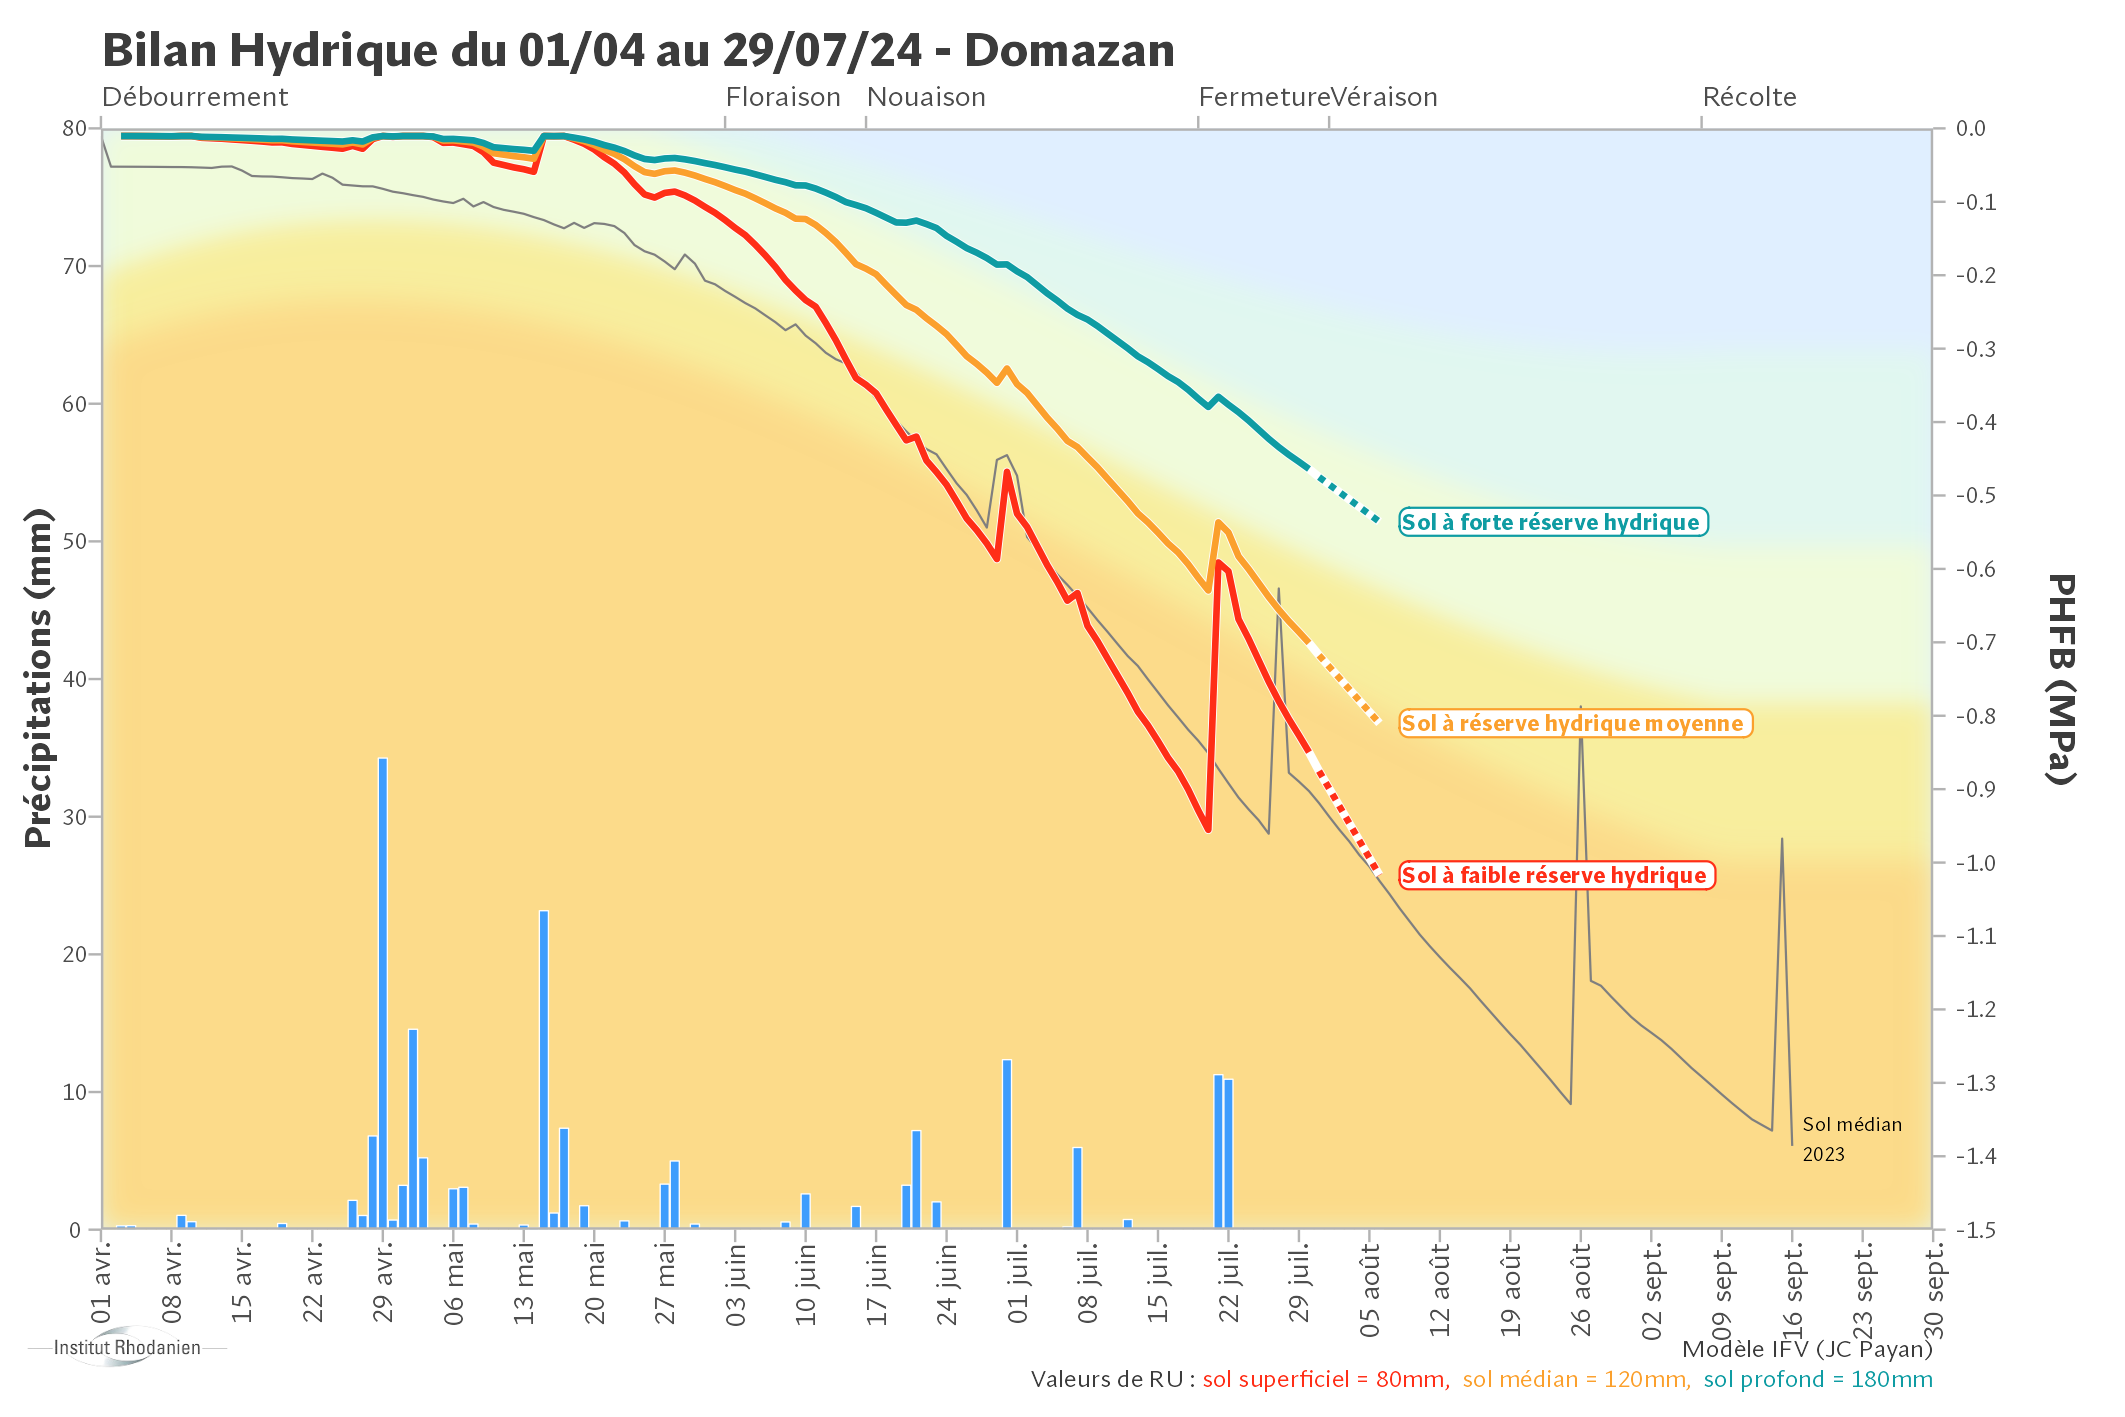 Bilan Hydrique du 01/04 au 29/07/24 - Domazan
Débourrement Floraison Nouaison Fermeture Véraison Récolte
Précipitations (mm)
80
70
60
50
40
30
20
10
0
0.0
-0.1
-0.2
-0.3
-0.4
-0.5
-0.6
-0.7
-0.8
-0.9
-1.0
-1.1
-1.2
-1.3
-1.4
-1.5
PHFB (MPa)
Sol à forte réserve hydrique
Sol à réserve hydrique moyenne
Sol à faible réserve hydrique
Sol médian
2023
01 avr.
08 avr.
15 avr.
22 avr.
29 avr.
06 mai
13 mai
20 mai
27 mai
03 juin
10 juin
17 juin
24 juin
01 juil.
08 juil.
15 juil.
22 juil.
29 juil.
05 août
12 août
19 août
26 août
02 sept.
09 sept.
16 sept.
23 sept.
30 sept.
Institut Rhodanien
Modèle IFV (JC Payan)
Valeurs de RU : sol superficiel = 80mm, sol médian = 120mm, sol profond = 180mm